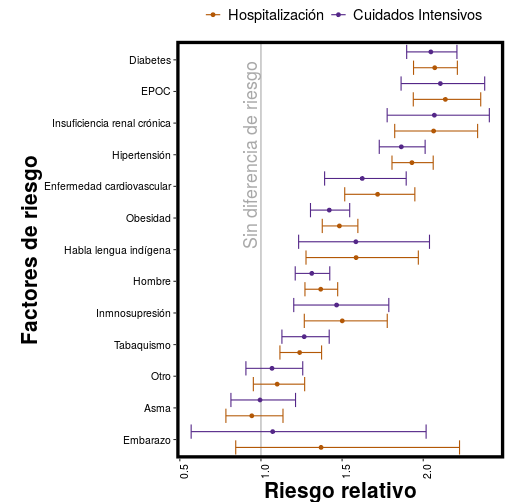 Hospitalización Cuidados Intensivos
Factores de riesgo
Diabetes
EPOC
Insuficiencia renal crónica
Hipertensión
Enfermedad cardiovascular
Obesidad
Habla lengua indígena
Hombre
Inmnosupresión
Tabaquismo
Otro
Asma
Embarazo
Sin diferencia de riesgo
0.5 1.0 1.5 2.0
Riesgo relativo